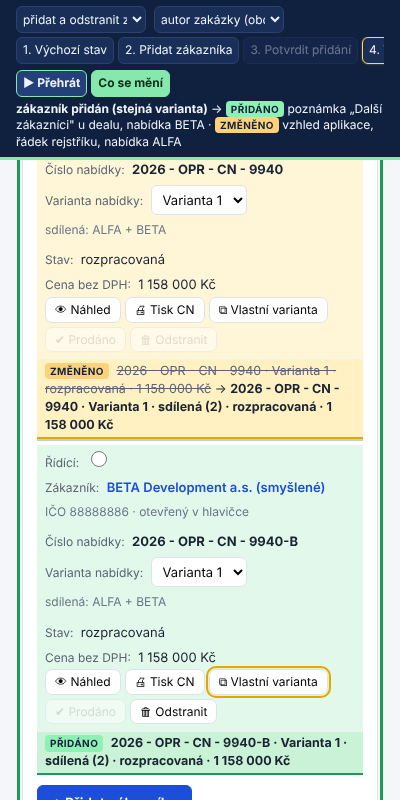 přidat a odstranit z
autor zakázky (obc
1. Výchozí stav
2. Přidat zákazníka
3. Potvrdit přidání
4.
▶ Přehrát
Co se mění
zákazník přidán (stejná varianta) → PŘIDÁNO poznámka „Další
zákazníci" u dealu, nabídka BETA · ZMĚNĚNO vzhled aplikace,
řádek rejstříku, nabídka ALFA
Číslo nabídky: 2026 - OPR - CN - 9940
Varianta nabídky: Varianta 1
sdílená: ALFA + BETA
Stav: rozpracovaná
Cena bez DPH: 1 158 000 Kč
👁 Náhled
🖨 Tisk CN
⧉ Vlastní varianta
✔ Prodáno
🗑 Odstranit
ZMĚNĚNO 2026 - OPR - CN - 9940 · Varianta 1 ·
rozpracovaná · 1 158 000 Kč → 2026 - OPR - CN -
9940 · Varianta 1 · sdílená (2) · rozpracovaná · 1
158 000 Kč
Řídící:
Zákazník: BETA Development a.s. (smyšlené)
IČO 88888886 · otevřený v hlavičce
Číslo nabídky: 2026 - OPR - CN - 9940-B
Varianta nabídky: Varianta 1
sdílená: ALFA + BETA
Stav: rozpracovaná
Cena bez DPH: 1 158 000 Kč
👁 Náhled
🖨 Tisk CN
⧉ Vlastní varianta
✔ Prodáno
🗑 Odstranit
PŘIDÁNO 2026 - OPR - CN - 9940-B · Varianta 1 ·
sdílená (2) · rozpracovaná · 1 158 000 Kč